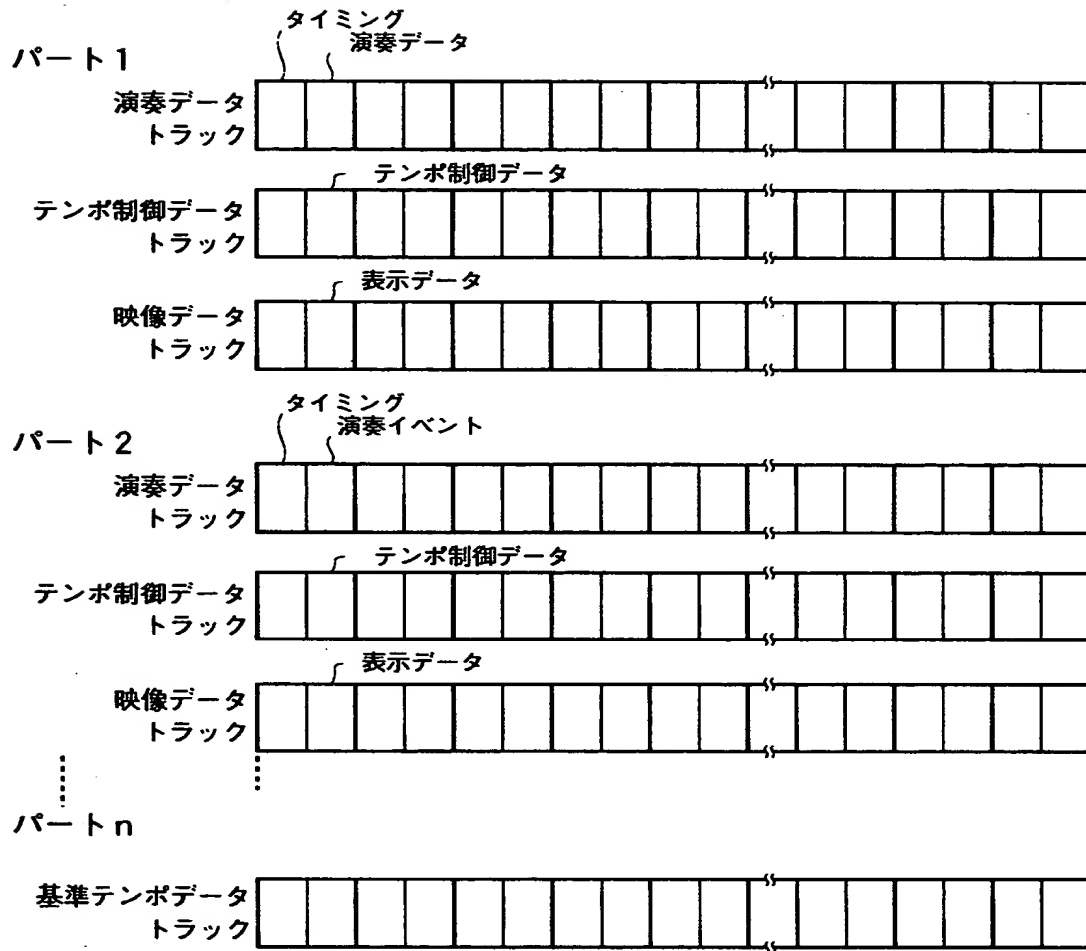 タイミング
演奏データ
パート1
演奏データ
トラック
テンポ制御データ
テンポ制御データ
トラック
表示データ
映像データ
トラック
タイミング
演奏イベント
パート2
演奏データ
トラック
テンポ制御データ
テンポ制御データ
トラック
表示データ
映像データ
トラック
パートn
基準テンポデータ
トラック